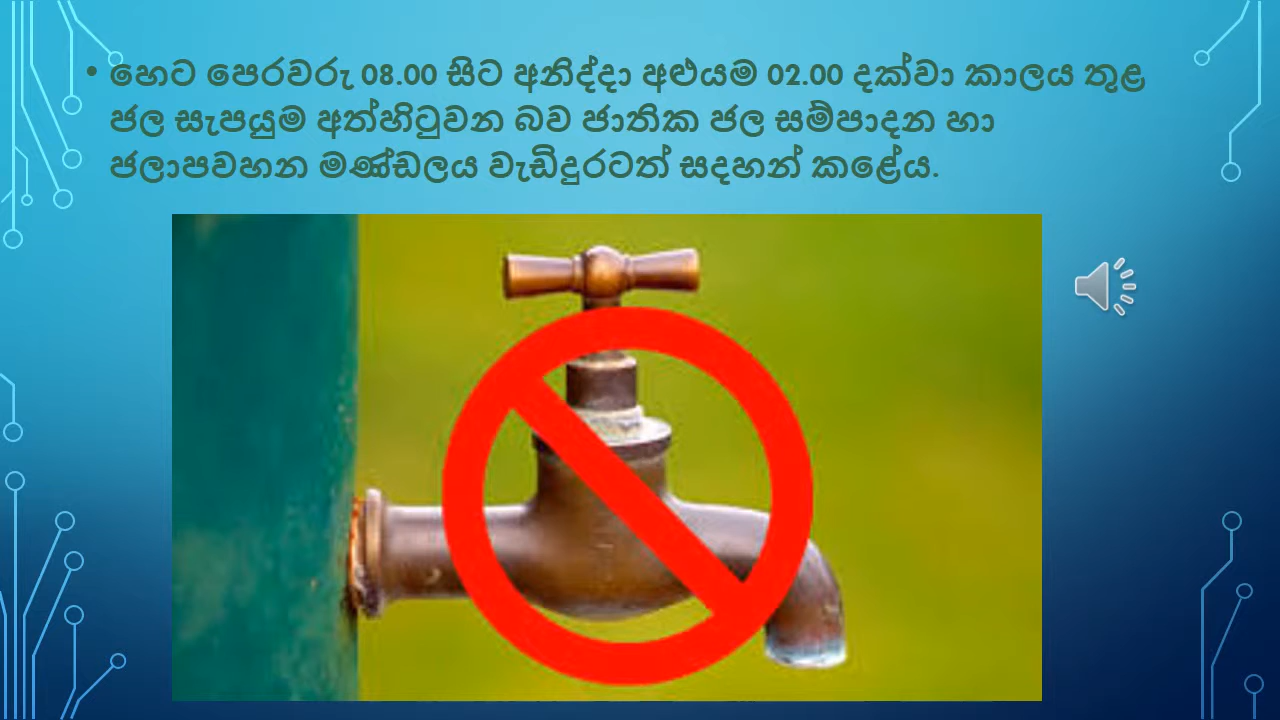 • හෙට පෙරවරු 08.00 සිට අනිද්දා අළුයම 02.00 දක්වා කාලය තුළ
ජල සැපයුම අත්හිටුවන බව ජාතික ජල සම්පාදන හා
ජලාපවහන මණ්ඩලය වැඩිදුරටත් සදහන් කළේය.